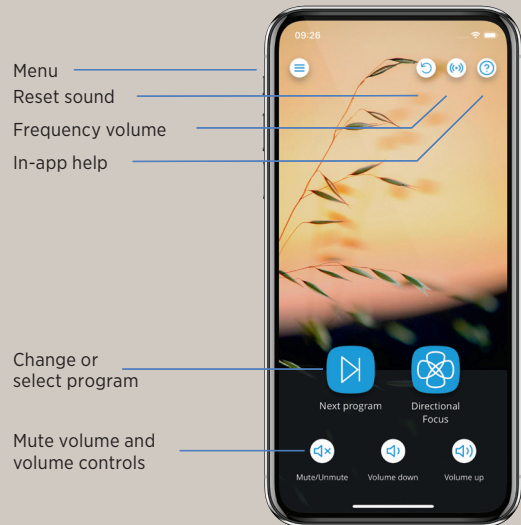 09:26
Menu
Reset sound
Frequency volume
In-app help
Change or
select program
Next program
Directional
Focus
Mute volume and
volume controls
Mute/Unmute
Volume down
Volume up